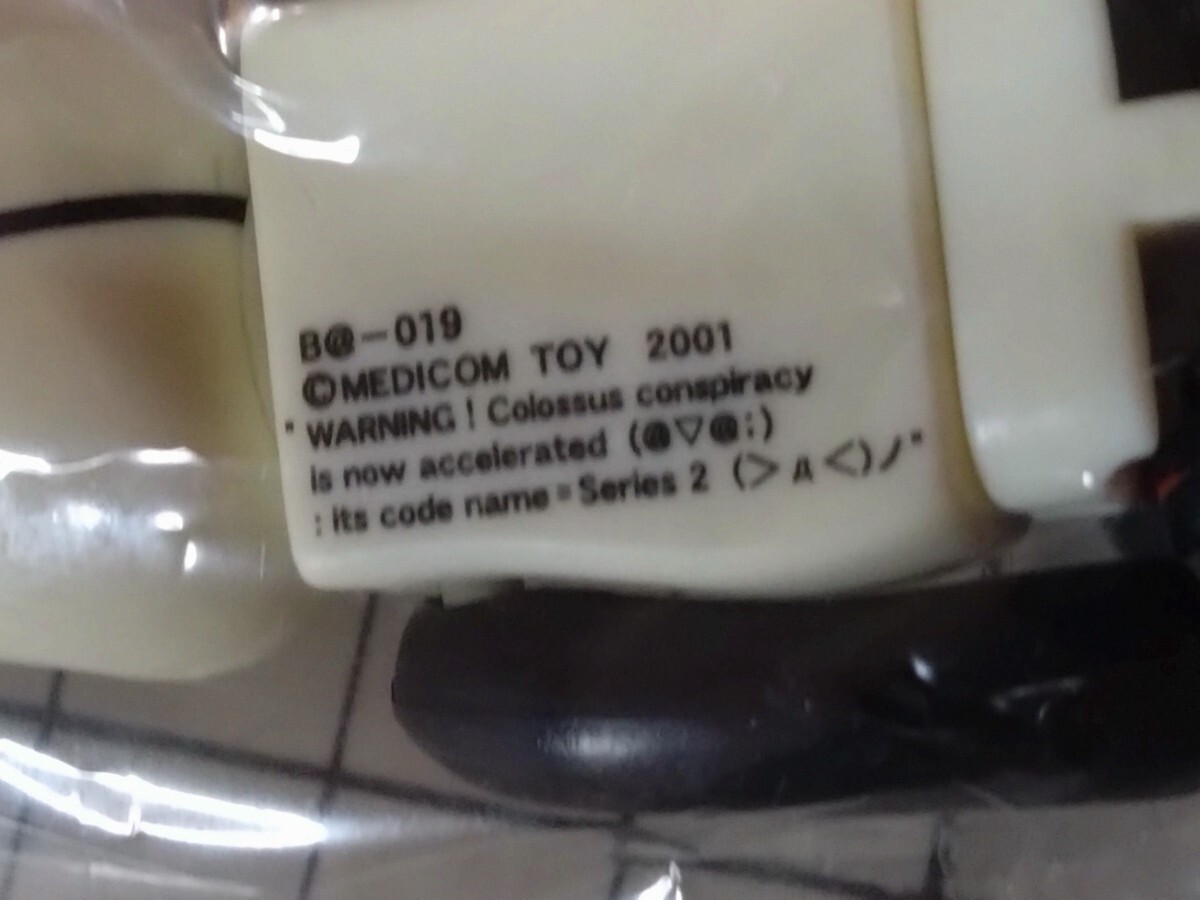 B@-019
©MEDICOM TOY 2001
"WARNING! Colossus conspiracy
is now accelerated (@▽@:)
: its code name=Series 2 (>д<)ノ"